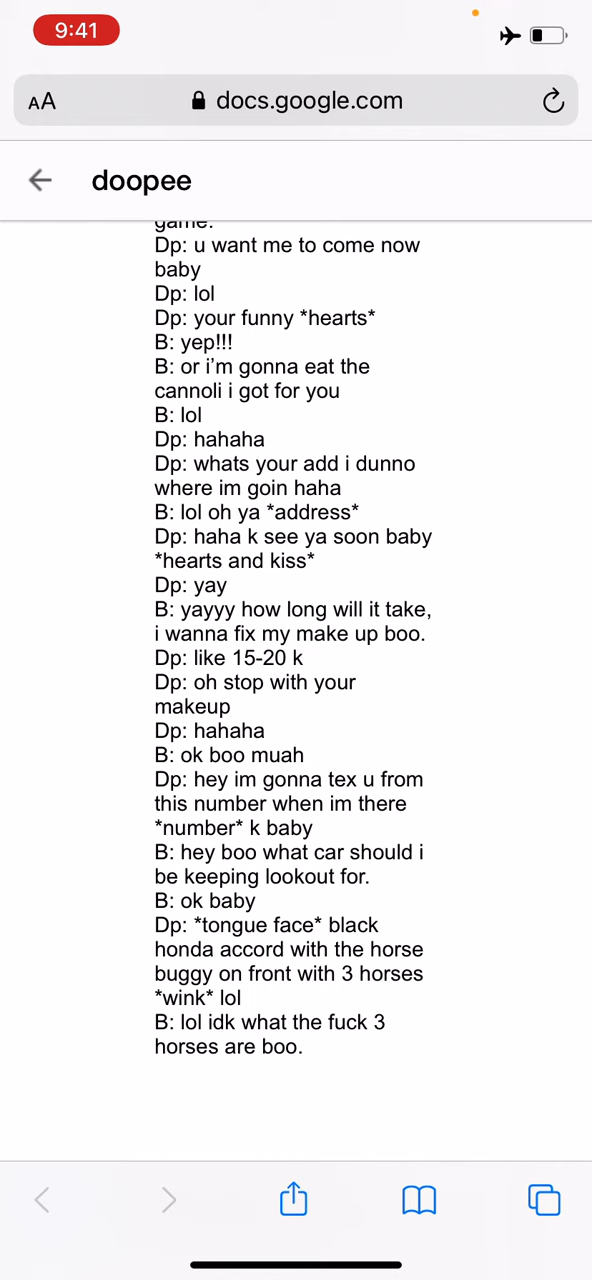 9:41
AA docs.google.com
doopee
game.
Dp: u want me to come now
baby
Dp: lol
Dp: your funny *hearts*
B: yep!!!
B: or i’m gonna eat the
cannoli i got for you
B: lol
Dp: hahaha
Dp: whats your add i dunno
where im goin haha
B: lol oh ya *address*
Dp: haha k see ya soon baby
*hearts and kiss*
Dp: yay
B: yayyy how long will it take,
i wanna fix my make up boo.
Dp: like 15-20 k
Dp: oh stop with your
makeup
Dp: hahaha
B: ok boo muah
Dp: hey im gonna tex u from
this number when im there
*number* k baby
B: hey boo what car should i
be keeping lookout for.
B: ok baby
Dp: *tongue face* black
honda accord with the horse
buggy on front with 3 horses
*wink* lol
B: lol idk what the fuck 3
horses are boo.